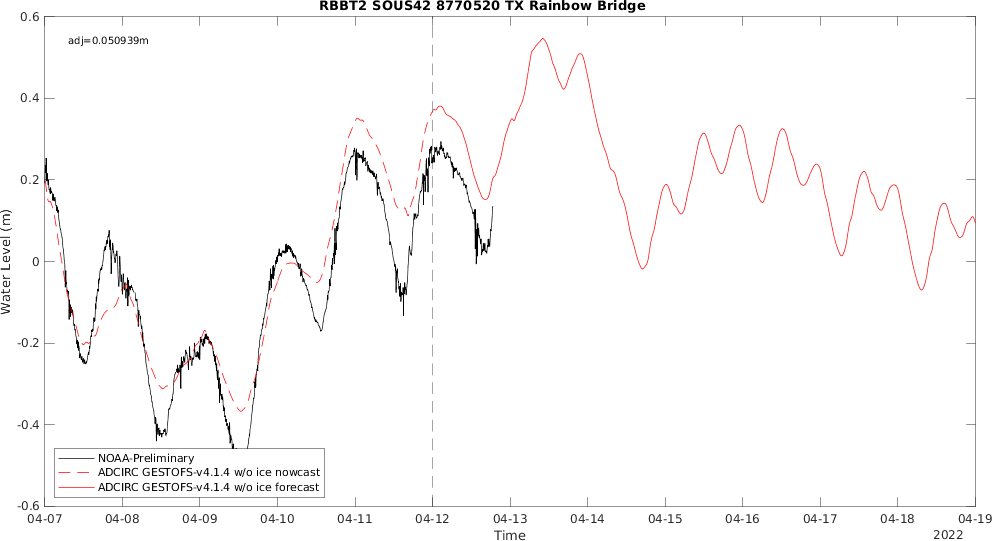 RBBT2 SOUS42 8770520 TX Rainbow Bridge
adj=0.050939m
0.6
0.4
0.2
0
-0.2
-0.4
-0.6
Water Level (m)
NOAA-Preliminary
ADCIRC GESTOFS-v4.1.4 w/o ice nowcast
ADCIRC GESTOFS-v4.1.4 w/o ice forecast
04-07 04-08 04-09 04-10 04-11 04-12 04-13 04-14 04-15 04-16 04-17 04-18 04-19
Time
2022